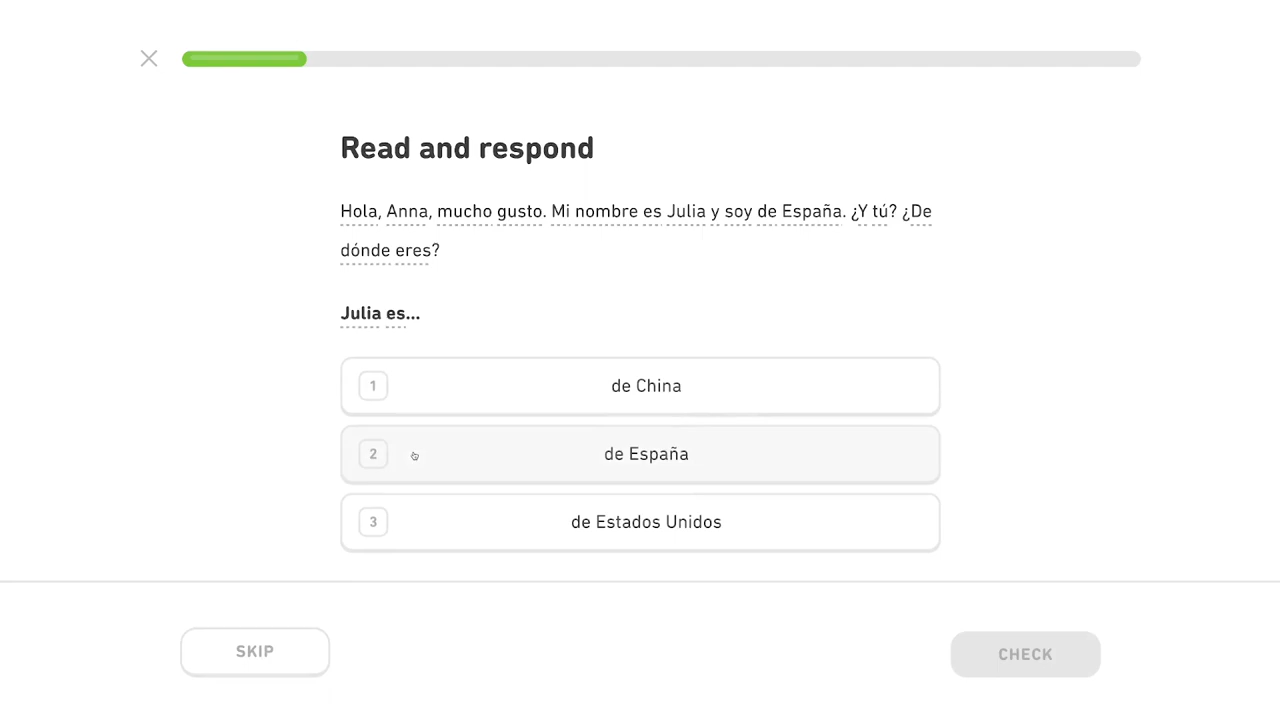 Read and respond
Hola, Anna, mucho gusto. Mi nombre es Julia y soy de España. ¿Y tú? ¿De
dónde eres?
Julia es...
1 de China
2 de España
3 de Estados Unidos
SKIP CHECK